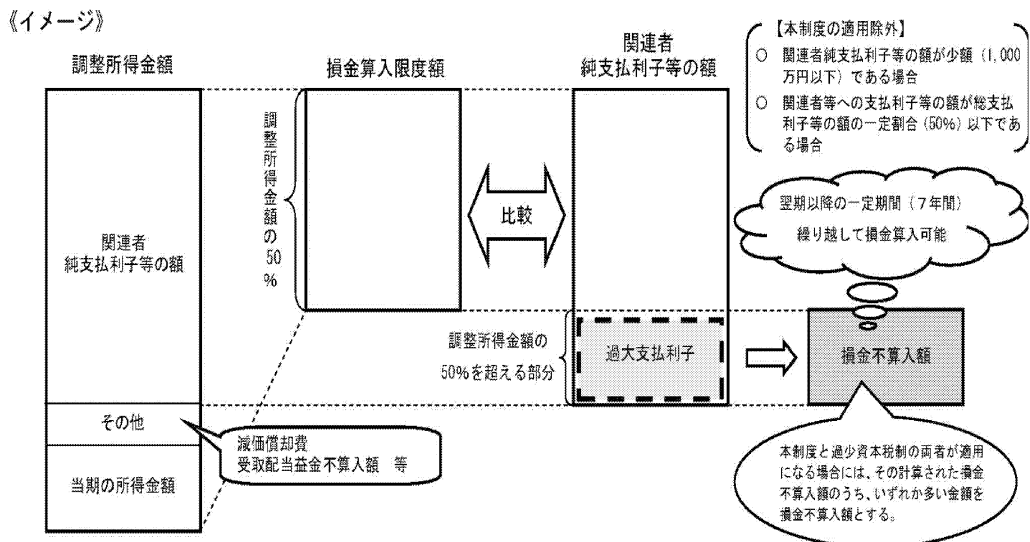 《イメージ》
調整所得金額
関連者
純支払利子等の額
その他
当期の所得金額
減価償却費
受取配当益金不算入額　等
損金算入限度額
調整所得金額の50%
比較
関連者
純支払利子等の額
調整所得金額の
50%を超える部分
過大支払利子
【本制度の適用除外】
○　関連者純支払利子等の額が少額（1,000
万円以下）である場合
○　関連者等への支払利子等の額が総支払
利子等の額の一定割合（50%）以下であ
る場合
翌期以降の一定期間（７年間）
繰り越して損金算入可能
損金不算入額
本制度と過少資本税制の両者が適用
になる場合には、その計算された損金
不算入額のうち、いずれか多い金額を
損金不算入額とする。